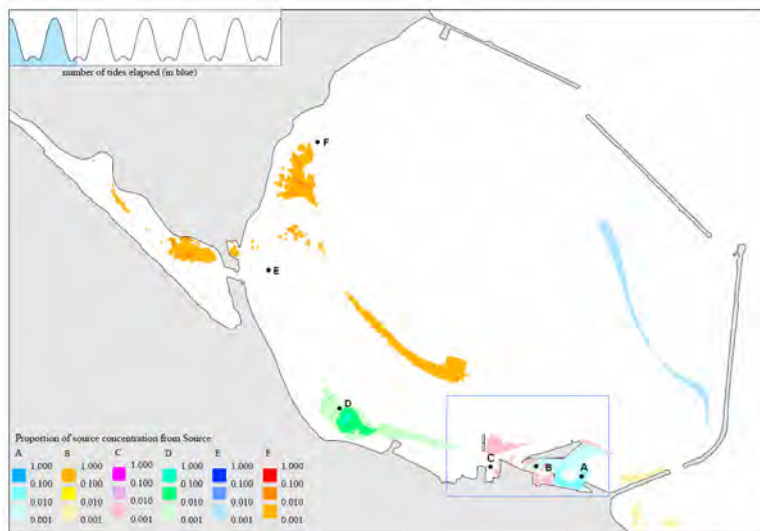 number of tides elapsed (in blue)
F
E
D
C
B
A
Proportion of source concentration from Source
A B C D E F
1.000 1.000 1.000 1.000 1.000 1.000
0.100 0.100 0.100 0.100 0.100 0.100
0.010 0.010 0.010 0.010 0.010 0.010
0.001 0.001 0.001 0.001 0.001 0.001